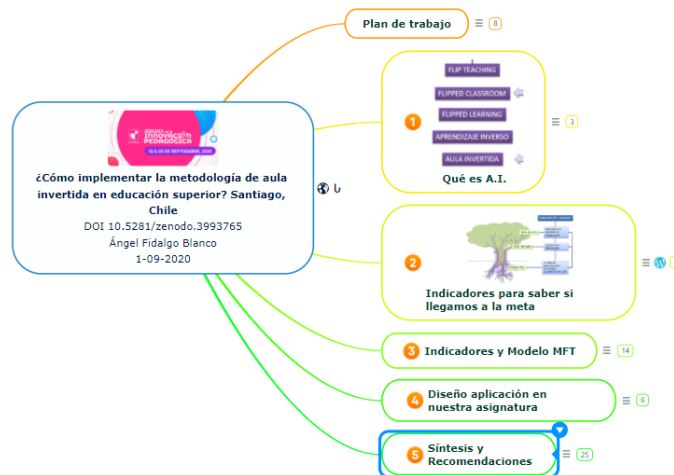 Plan de trabajo
8
FLIP TEACHING
FLIPPED CLASSROOM
FLIPPED LEARNING
APRENDIZAJE INVERSO
AULA INVERTIDA
1
3
Qué es A.I.
INNOVACIÓN
PEDAGÓGICA
¿Cómo implementar la metodología de aula
invertida en educación superior? Santiago,
Chile
DOI 10.5281/zenodo.3993765
Ángel Fidalgo Blanco
1-09-2020
2
Indicadores para saber si
llegamos a la meta
3 Indicadores y Modelo MFT
14
4 Diseño aplicación en
nuestra asignatura
6
5 Síntesis y
Recomendaciones
25